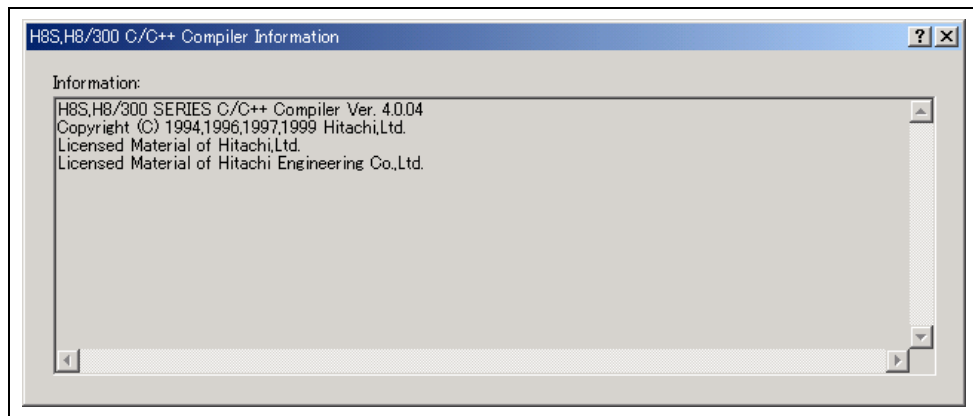 H8S,H8/300 C/C++ Compiler Information
Information:
H8S,H8/300 SERIES C/C++ Compiler Ver. 4.0.04
Copyright (C) 1994,1996,1997,1999 Hitachi,Ltd.
Licensed Material of Hitachi,Ltd.
Licensed Material of Hitachi Engineering Co.,Ltd.